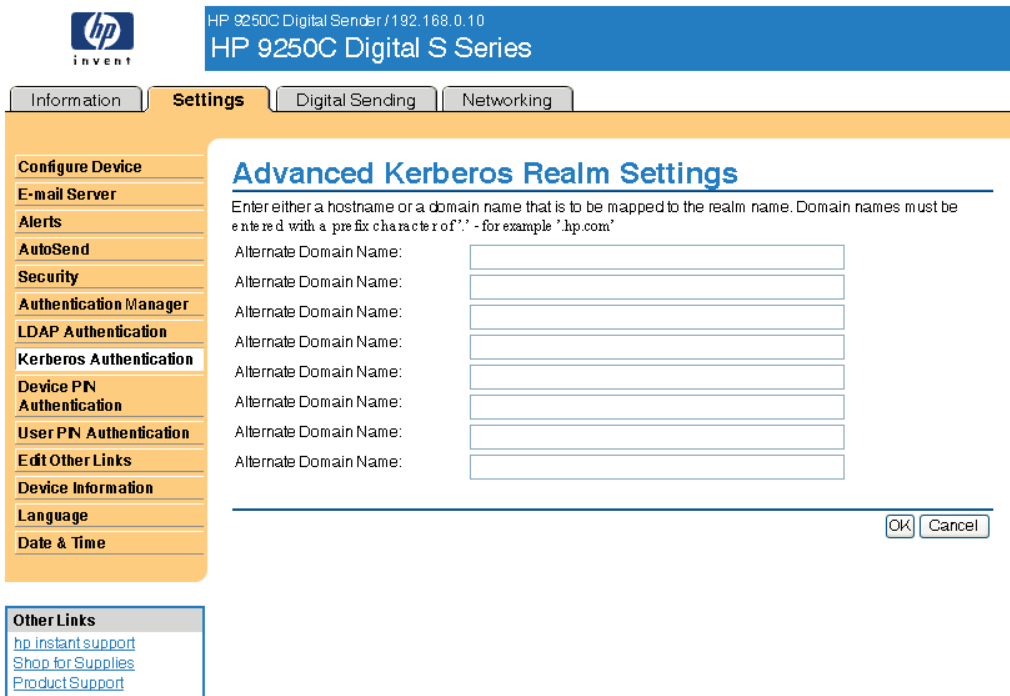 hp
invent
HP 9250C Digital Sender / 192.168.0.10
HP 9250C Digital S Series
Information
Settings
Digital Sending
Networking
Configure Device
E-mail Server
Alerts
AutoSend
Security
Authentication Manager
LDAP Authentication
Kerberos Authentication
Device PIN
Authentication
User PIN Authentication
Edit Other Links
Device Information
Language
Date & Time
Other Links
hp instant support
Shop for Supplies
Product Support
Advanced Kerberos Realm Settings
Enter either a hostname or a domain name that is to be mapped to the realm name. Domain names must be
entered with a prefix character of '.' - for example '.hp.com'
Alternate Domain Name:
Alternate Domain Name:
Alternate Domain Name:
Alternate Domain Name:
Alternate Domain Name:
Alternate Domain Name:
Alternate Domain Name:
Alternate Domain Name:
OK
Cancel